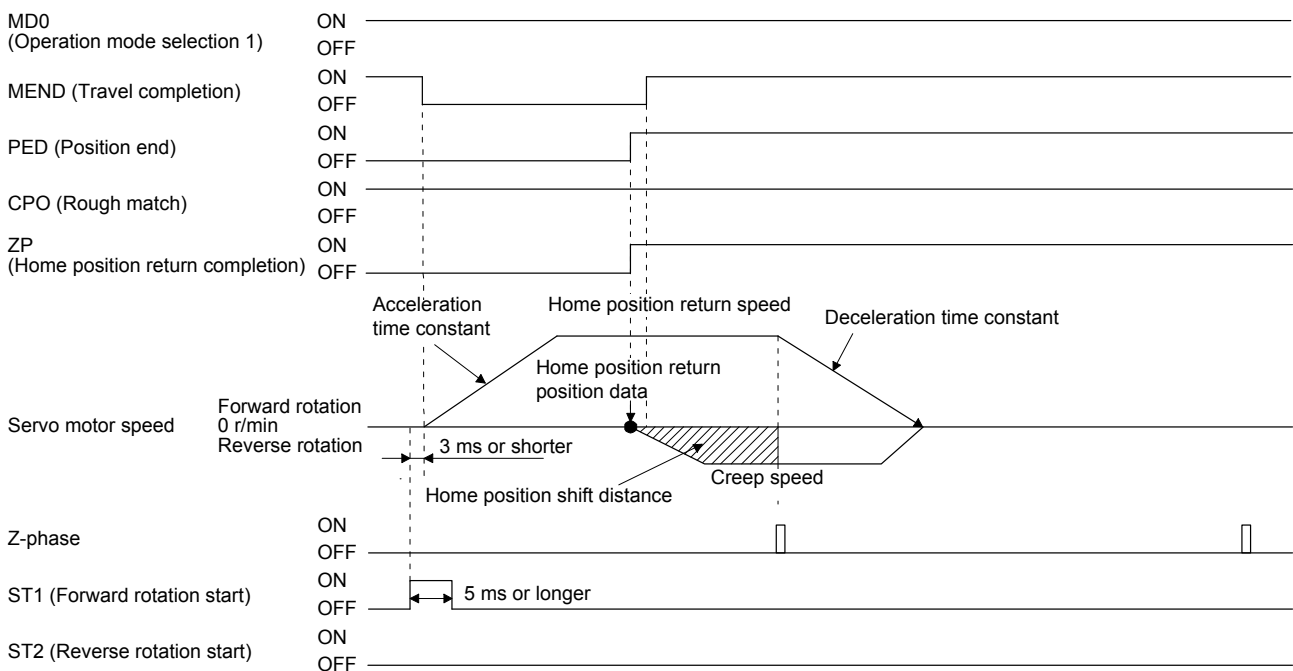 MD0
(Operation mode selection 1)
ON
OFF
MEND (Travel completion)
ON
OFF
PED (Position end)
ON
OFF
CPO (Rough match)
ON
OFF
ZP
(Home position return completion)
ON
OFF
Acceleration
time constant
Home position return speed
Deceleration time constant
Home position return
position data
Servo motor speed
Forward rotation
0 r/min
Reverse rotation
3 ms or shorter
Creep speed
Home position shift distance
Z-phase
ON
OFF
ST1 (Forward rotation start)
ON
OFF
5 ms or longer
ST2 (Reverse rotation start)
ON
OFF